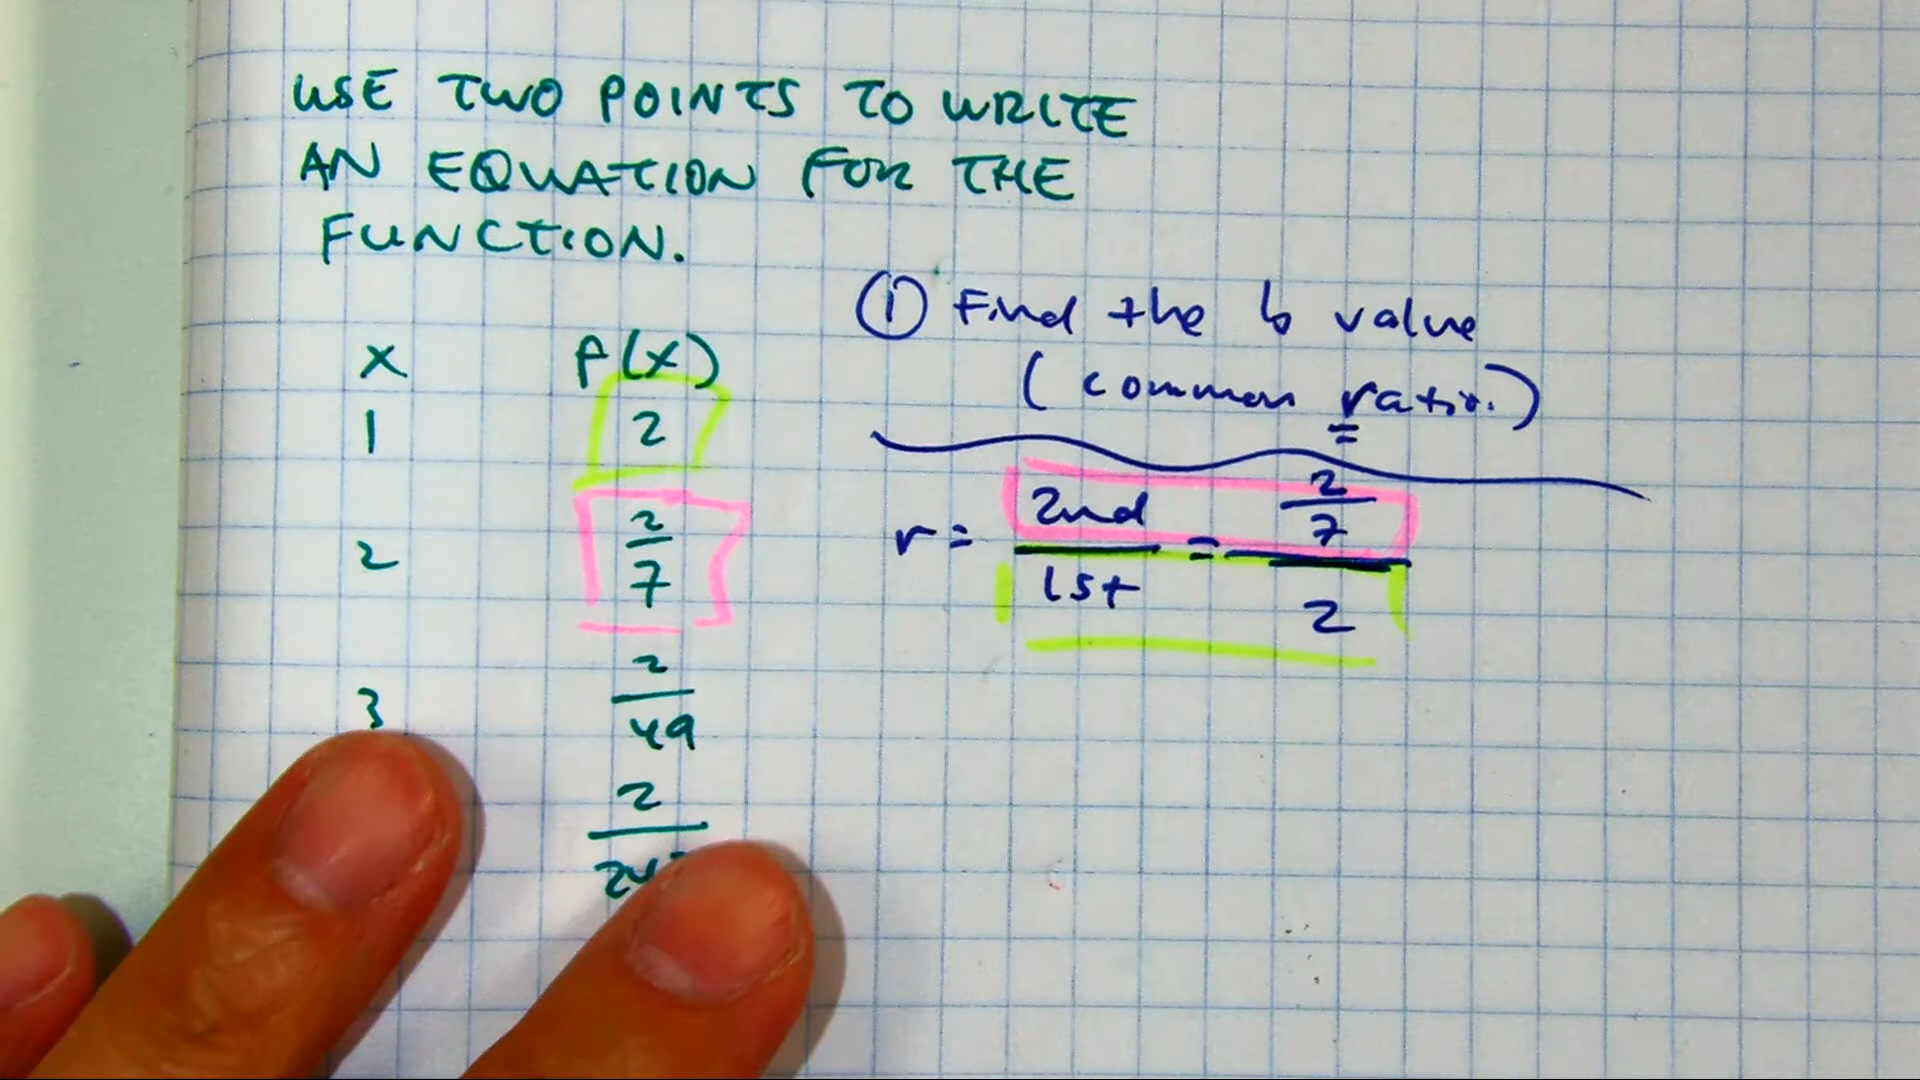 USE TWO POINTS TO WRITE
AN EQUATION FOR THE
FUNCTION.
① Find the b value
(common ratio.)
x f(x)
1 2
2 2/7
3 2/49
2/
r = 2nd/1st = 2/7 / 2